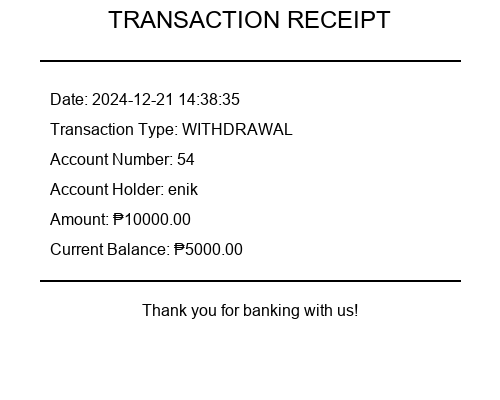 TRANSACTION RECEIPT
Date: 2024-12-21 14:38:35
Transaction Type: WITHDRAWAL
Account Number: 54
Account Holder: enik
Amount: ₱10000.00
Current Balance: ₱5000.00
Thank you for banking with us!